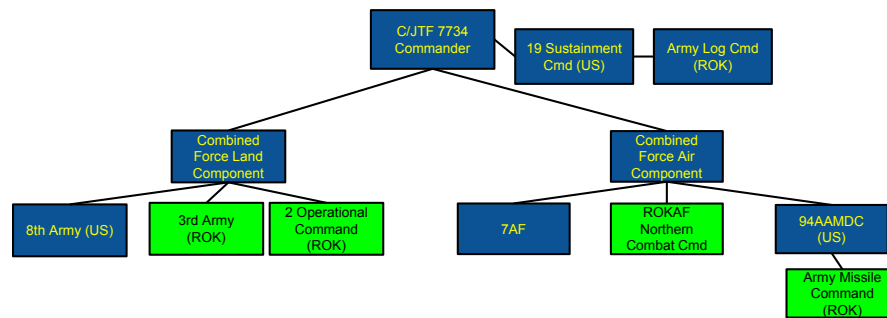 C/JTF 7734
Commander
19 Sustainment
Cmd (US)
Army Log Cmd
(ROK)
Combined
Force Land
Component
Combined
Force Air
Component
8th Army (US)
3rd Army
(ROK)
2 Operational
Command
(ROK)
7AF
ROKAF
Northern
Combat Cmd
94AAMDC
(US)
Army Missile
Command
(ROK)